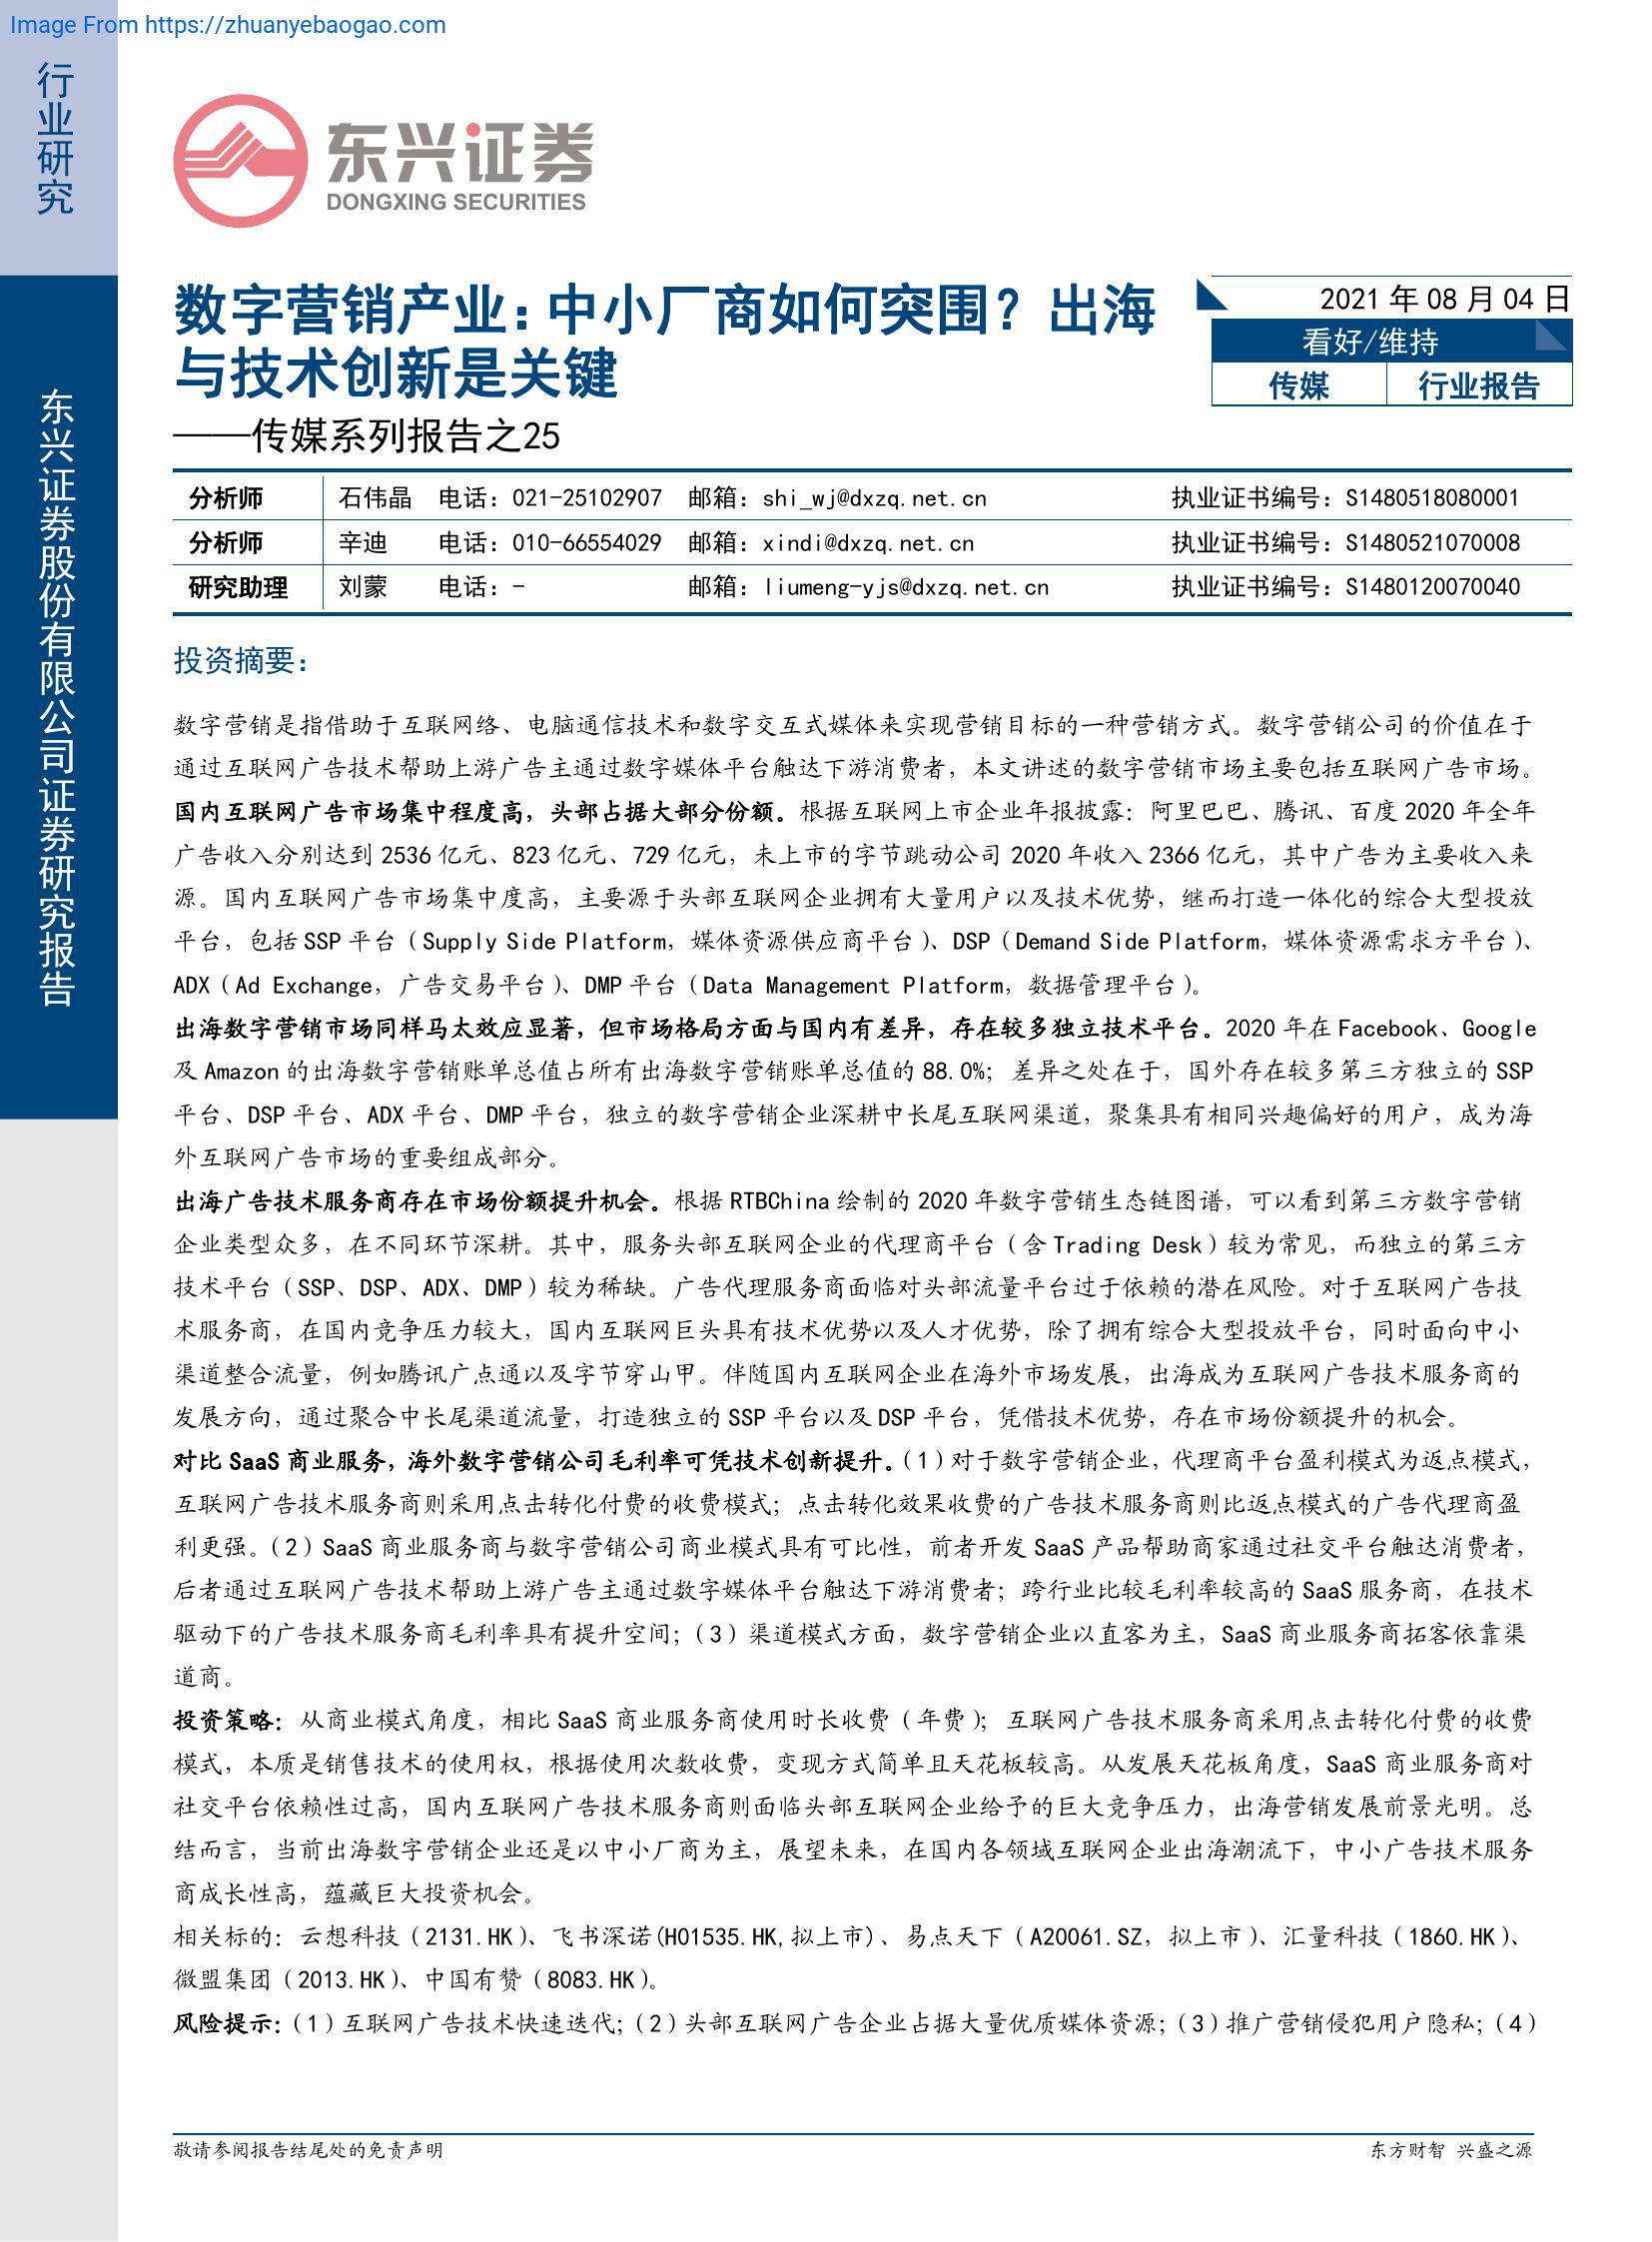 Image From https://zhuanyebaogao.com
行业研究
东兴证券股份有限公司证券研究报告
东兴证券
DONGXING SECURITIES
数字营销产业：中小厂商如何突围？出海
与技术创新是关键
——传媒系列报告之25
2021 年 08 月 04 日
看好/维持
传媒 行业报告
分析师 石伟晶 电话：021-25102907 邮箱：shi_wj@dxzq.net.cn 执业证书编号：S1480518080001
分析师 辛迪 电话：010-66554029 邮箱：xindi@dxzq.net.cn 执业证书编号：S1480521070008
研究助理 刘蒙 电话：- 邮箱：liumeng-yjs@dxzq.net.cn 执业证书编号：S1480120070040
投资摘要：
数字营销是指借助于互联网络、电脑通信技术和数字交互式媒体来实现营销目标的一种营销方式。数字营销公司的价值在于
通过互联网广告技术帮助上游广告主通过数字媒体平台触达下游消费者，本文讲述的数字营销市场主要包括互联网广告市场。
国内互联网广告市场集中程度高，头部占据大部分份额。根据互联网上市企业年报披露：阿里巴巴、腾讯、百度 2020 年全年
广告收入分别达到 2536 亿元、823 亿元、729 亿元，未上市的字节跳动公司 2020 年收入 2366 亿元，其中广告为主要收入来
源。国内互联网广告市场集中度高，主要源于头部互联网企业拥有大量用户以及技术优势，继而打造一体化的综合大型投放
平台，包括 SSP 平台（Supply Side Platform，媒体资源供应商平台）、DSP（Demand Side Platform，媒体资源需求方平台）、
ADX（Ad Exchange，广告交易平台）、DMP 平台（Data Management Platform，数据管理平台）。
出海数字营销市场同样马太效应显著，但市场格局方面与国内有差异，存在较多独立技术平台。2020 年在 Facebook、Google
及 Amazon 的出海数字营销账单总值占所有出海数字营销账单总值的 88.0%；差异之处在于，国外存在较多第三方独立的 SSP
平台、DSP 平台、ADX 平台、DMP 平台，独立的数字营销企业深耕中长尾互联网渠道，聚集具有相同兴趣偏好的用户，成为海
外互联网广告市场的重要组成部分。
出海广告技术服务商存在市场份额提升机会。根据 RTBChina 绘制的 2020 年数字营销生态链图谱，可以看到第三方数字营销
企业类型众多，在不同环节深耕。其中，服务头部互联网企业的代理商平台（含 Trading Desk）较为常见，而独立的第三方
技术平台（SSP、DSP、ADX、DMP）较为稀缺。广告代理服务商面临对头部流量平台过于依赖的潜在风险。对于互联网广告技
术服务商，在国内竞争压力较大，国内互联网巨头具有技术优势以及人才优势，除了拥有综合大型投放平台，同时面向中小
渠道整合流量，例如腾讯广点通以及字节穿山甲。伴随国内互联网企业在海外市场发展，出海成为互联网广告技术服务商的
发展方向，通过聚合中长尾渠道流量，打造独立的 SSP 平台以及 DSP 平台，凭借技术优势，存在市场份额提升的机会。
对比 SaaS 商业服务，海外数字营销公司毛利率可凭技术创新提升。（1）对于数字营销企业，代理商平台盈利模式为返点模式，
互联网广告技术服务商则采用点击转化付费的收费模式；点击转化效果收费的广告技术服务商则比返点模式的广告代理商盈
利更强。（2）SaaS 商业服务商与数字营销公司商业模式具有可比性，前者开发 SaaS 产品帮助商家通过社交平台触达消费者，
后者通过互联网广告技术帮助上游广告主通过数字媒体平台触达下游消费者；跨行业比较毛利率较高的 SaaS 服务商，在技术
驱动下的广告技术服务商毛利率具有提升空间；（3）渠道模式方面，数字营销企业以直客为主，SaaS 商业服务商拓客依靠渠
道商。
投资策略：从商业模式角度，相比 SaaS 商业服务商使用时长收费（年费）；互联网广告技术服务商采用点击转化付费的收费
模式，本质是销售技术的使用权，根据使用次数收费，变现方式简单且天花板较高。从发展天花板角度，SaaS 商业服务商对
社交平台依赖性过高，国内互联网广告技术服务商则面临头部互联网企业给予的巨大竞争压力，出海营销发展前景光明。总
结而言，当前出海数字营销企业还是以中小厂商为主，展望未来，在国内各领域互联网企业出海潮流下，中小广告技术服务
商成长性高，蕴藏巨大投资机会。
相关标的：云想科技（2131.HK）、飞书深诺(H01535.HK,拟上市)、易点天下（A20061.SZ，拟上市）、汇量科技（1860.HK）、
微盟集团（2013.HK）、中国有赞（8083.HK）。
风险提示：（1）互联网广告技术快速迭代；（2）头部互联网广告企业占据大量优质媒体资源；（3）推广营销侵犯用户隐私；（4）
敬请参阅报告结尾处的免责声明
东方财智 兴盛之源